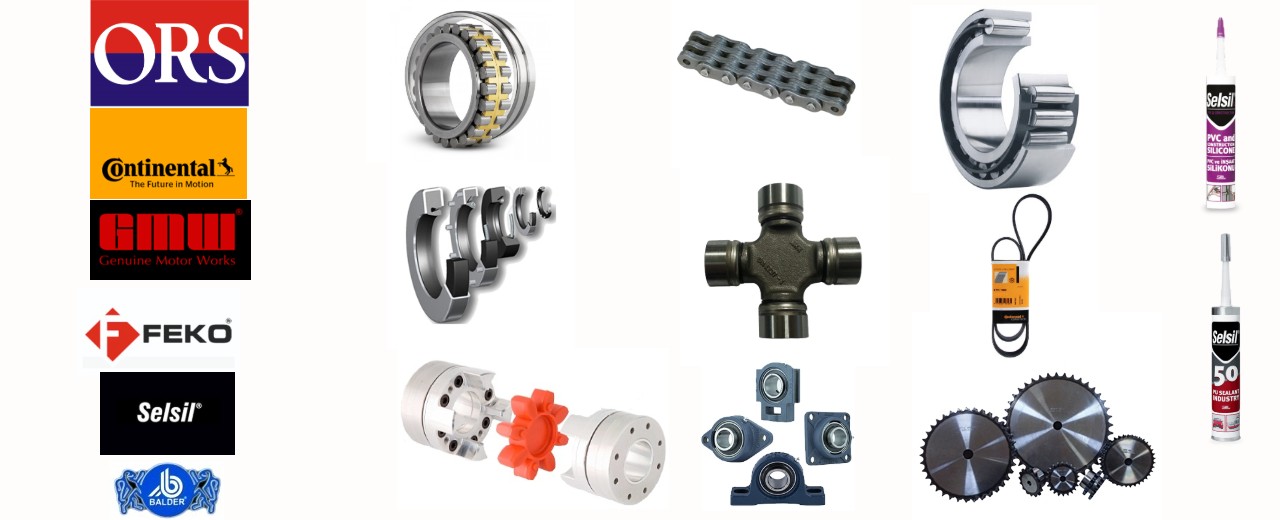 ORS
Continental
The Future in Motion
GMW®
Genuine Motor Works
FEKO®
Selsil®
BALDER
Selsil
PVC and
CONSTRUCTION
SILICONE
PVC ve İNŞAAT
SİLİKONU
Selsil
50
PU SEALANT
INDUSTRY
Continental